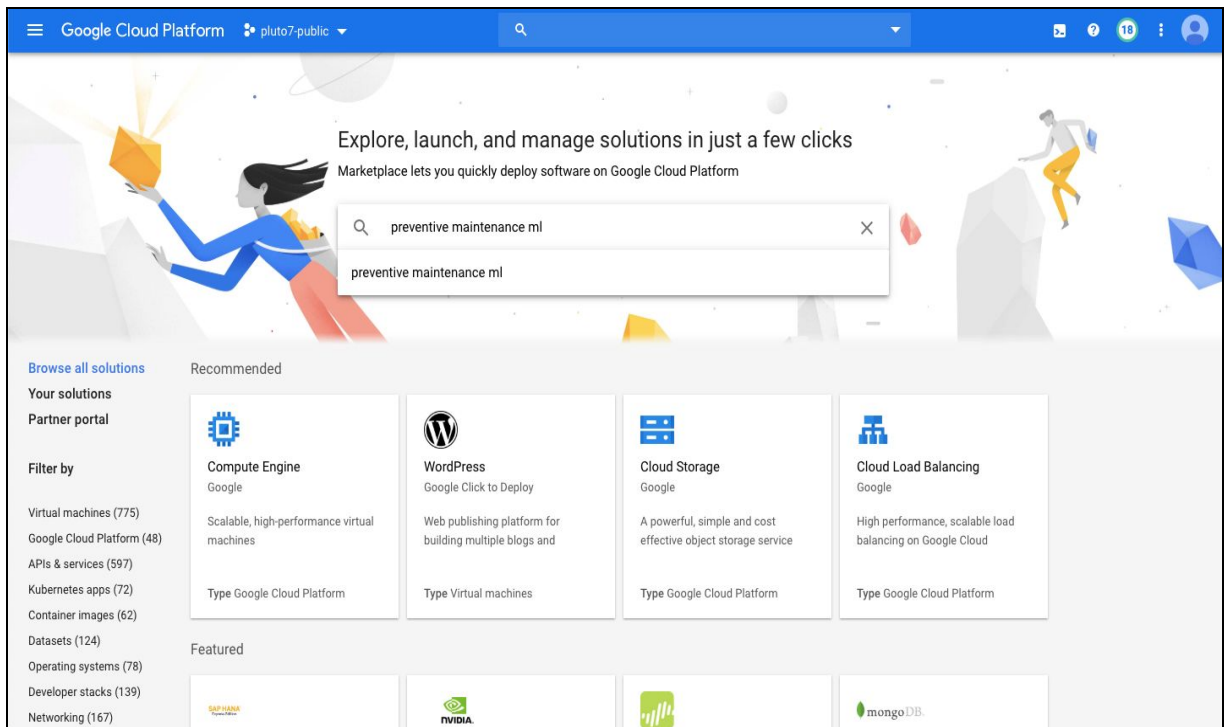 Google Cloud Platform pluto7-public
18
Explore, launch, and manage solutions in just a few clicks
Marketplace lets you quickly deploy software on Google Cloud Platform
preventive maintenance ml
preventive maintenance ml
Browse all solutions
Your solutions
Partner portal
Filter by
Virtual machines (775)
Google Cloud Platform (48)
APIs & services (597)
Kubernetes apps (72)
Container images (62)
Datasets (124)
Operating systems (78)
Developer stacks (139)
Networking (167)
Recommended
Compute Engine
Google
Scalable, high-performance virtual
machines
Type Google Cloud Platform
WordPress
Google Click to Deploy
Web publishing platform for
building multiple blogs and
Type Virtual machines
Cloud Storage
Google
A powerful, simple and cost
effective object storage service
Type Google Cloud Platform
Cloud Load Balancing
Google
High performance, scalable load
balancing on Google Cloud
Type Google Cloud Platform
Featured
SAP HANA
NVIDIA.
mongoDB.